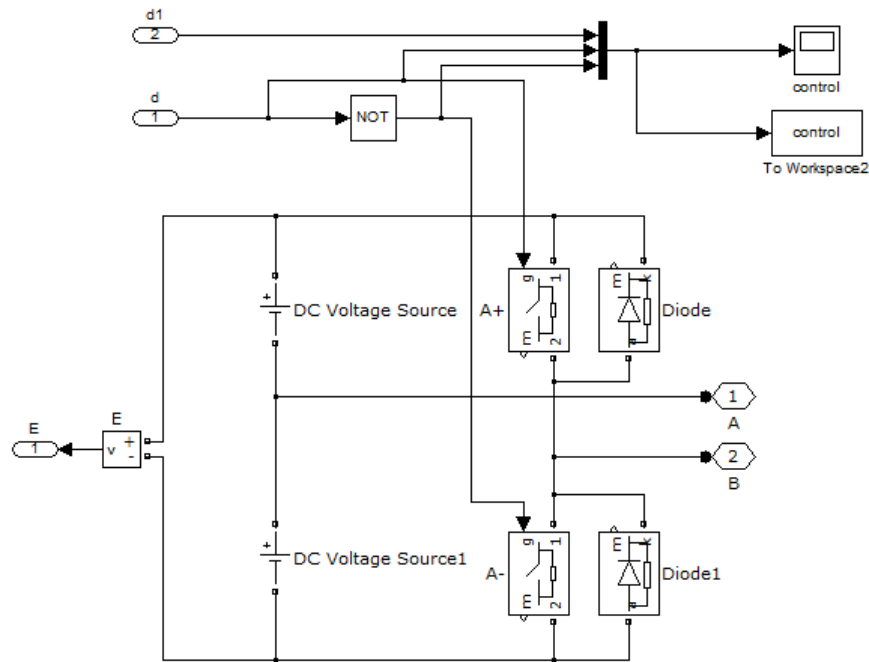 d1
2
control
d
1
NOT
control
To Workspace2
+
DC Voltage Source
A+
g
1
E
2
E
k
a
Diode
1
A
E
1
E
v
+
-
2
B
+
DC Voltage Source1
A-
g
1
E
2
E
k
a
Diode1